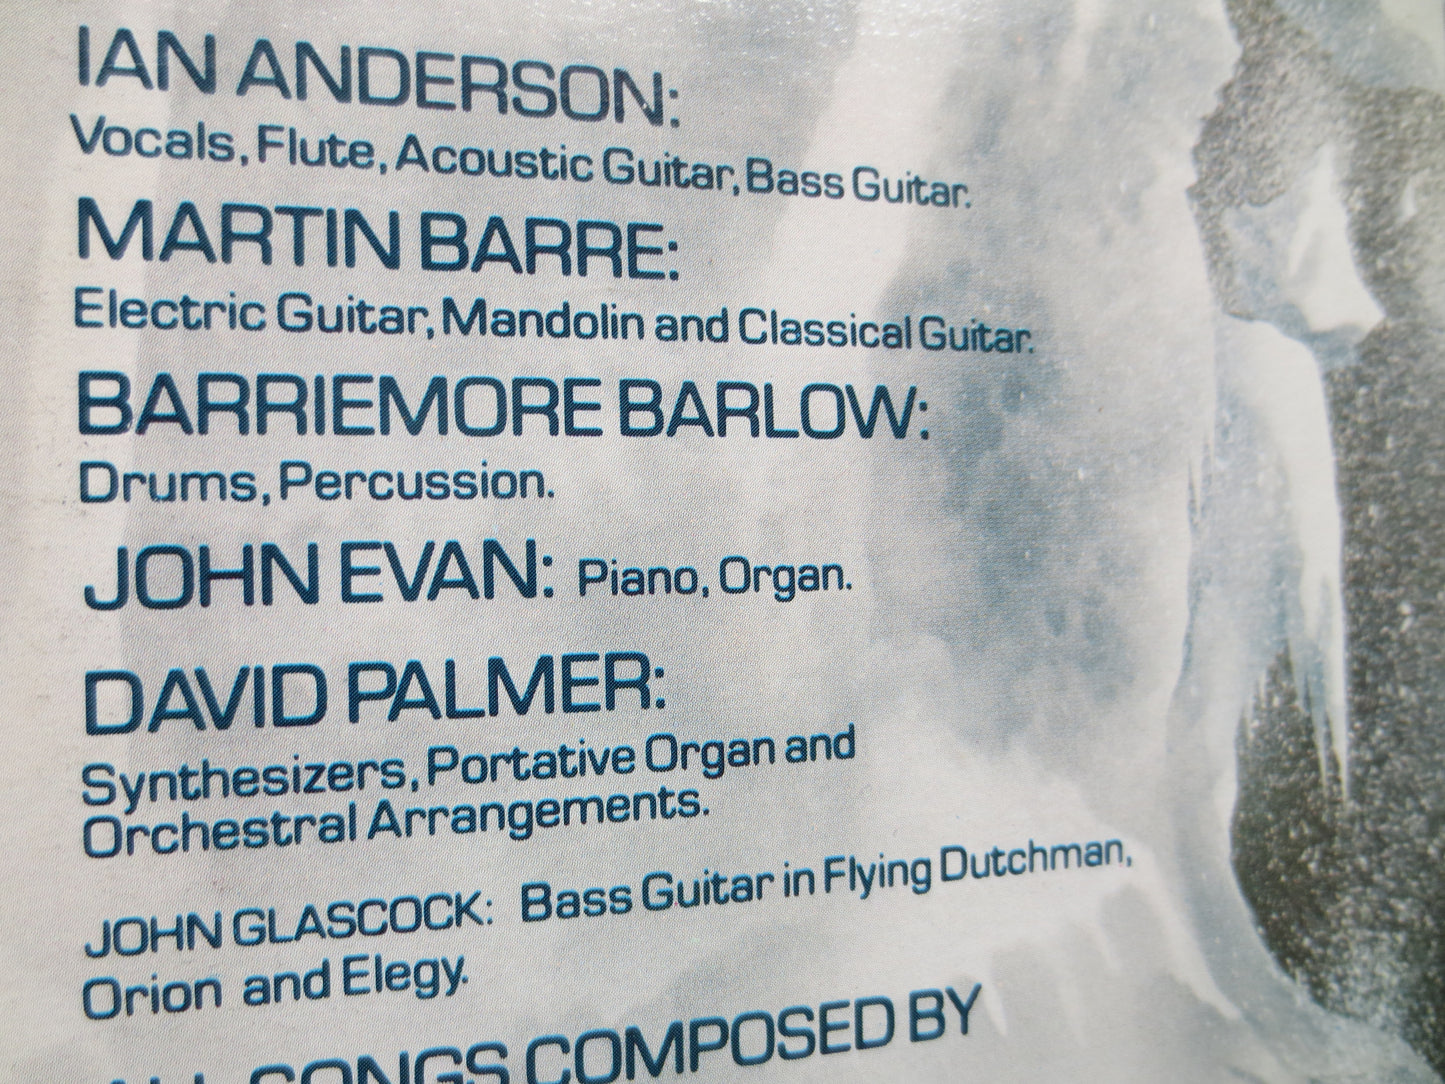 IAN ANDERSON:
Vocals, Flute, Acoustic Guitar, Bass Guitar.
MARTIN BARRE:
Electric Guitar, Mandolin and Classical Guitar.
BARRIEMORE BARLOW:
Drums, Percussion.
JOHN EVAN: Piano, Organ.
DAVID PALMER:
Synthesizers, Portative Organ and
Orchestral Arrangements.
JOHN GLASCOCK: Bass Guitar in Flying Dutchman,
Orion and Elegy.
ALL SONGS COMPOSED BY